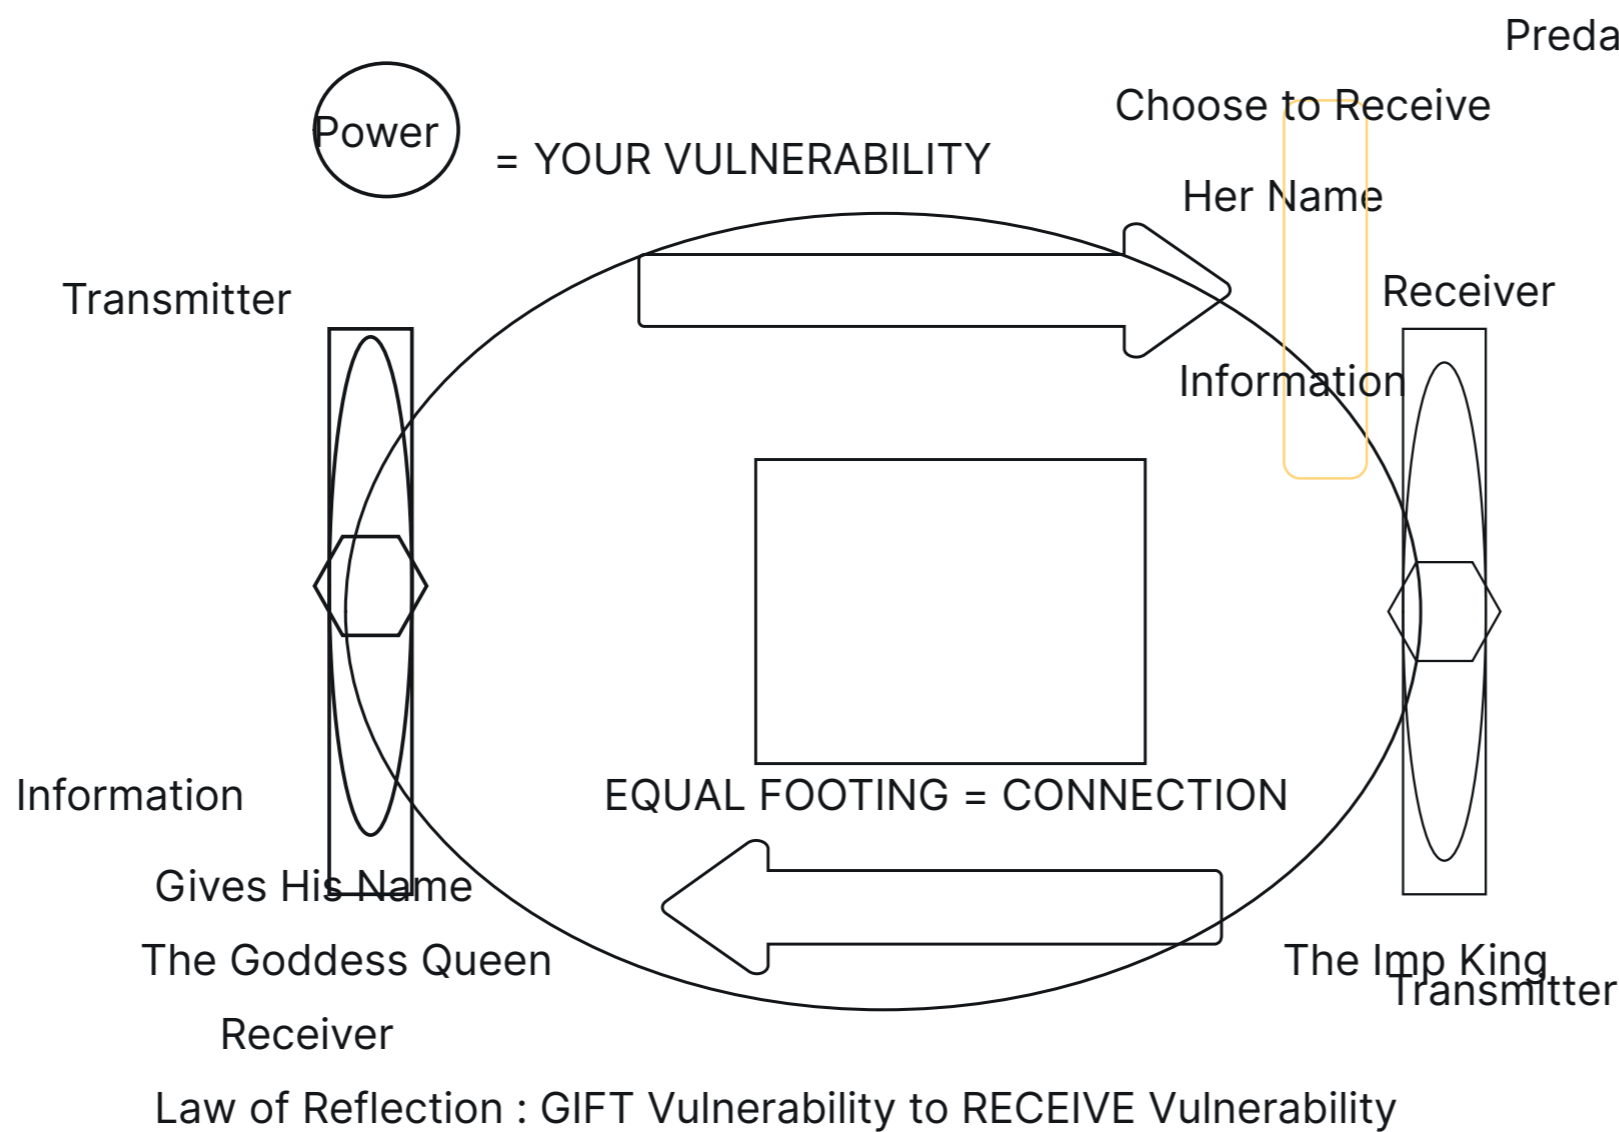 Preda
Choose to Receive
Power
= YOUR VULNERABILITY
Her Name
Transmitter
Receiver
Information
Information
EQUAL FOOTING = CONNECTION
Gives His Name
The Goddess Queen
The Imp King
Transmitter
Receiver
Law of Reflection : GIFT Vulnerability to RECEIVE Vulnerability